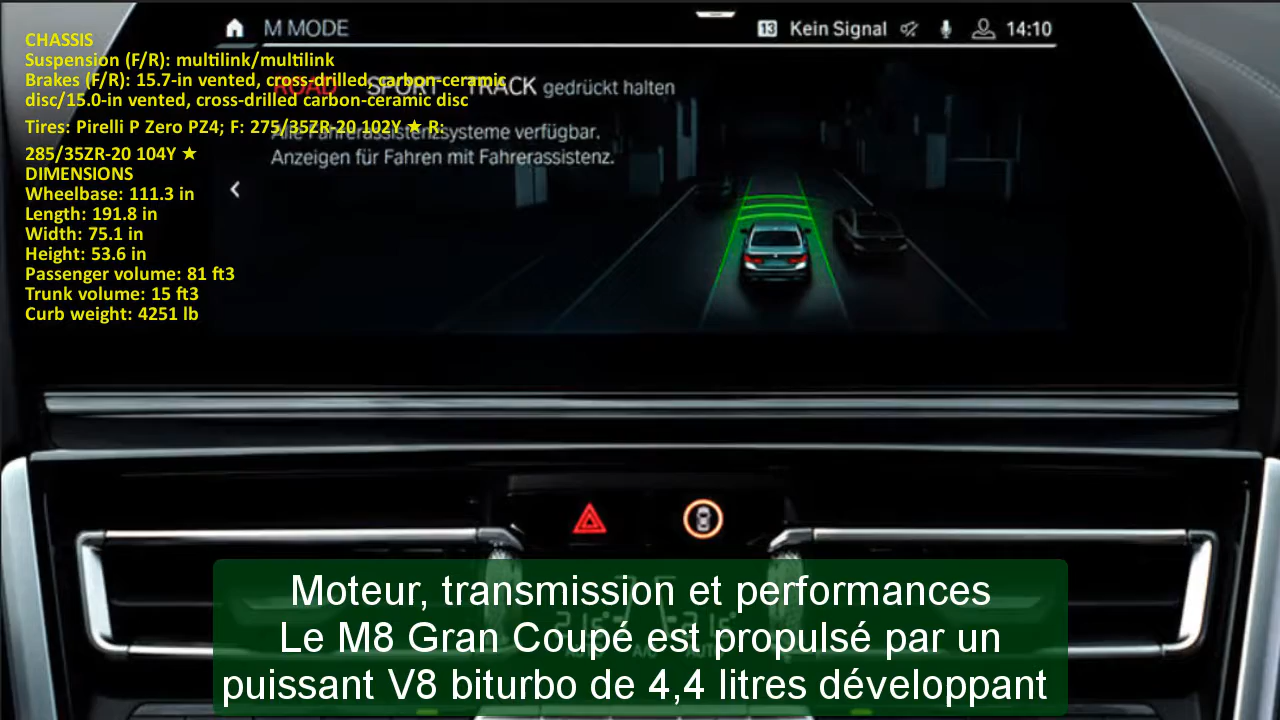 M MODE
13 Kein Signal 14:10
CHASSIS
Suspension (F/R): multilink/multilink
Brakes (F/R): 15.7-in vented, cross-drilled, carbon-ceramic
disc/15.0-in vented, cross-drilled carbon-ceramic disc
ROAD SPORT TRACK gedrückt halten
Tires: Pirelli P Zero PZ4; F: 275/35ZR-20 102Y ★ R:
285/35ZR-20 104Y ★
Alle Fahrerassistenzsysteme verfügbar.
Anzeigen für Fahren mit Fahrerassistenz.
DIMENSIONS
Wheelbase: 111.3 in
Length: 191.8 in
Width: 75.1 in
Height: 53.6 in
Passenger volume: 81 ft3
Trunk volume: 15 ft3
Curb weight: 4251 lb
Moteur, transmission et performances
Le M8 Gran Coupé est propulsé par un
puissant V8 biturbo de 4,4 litres développant